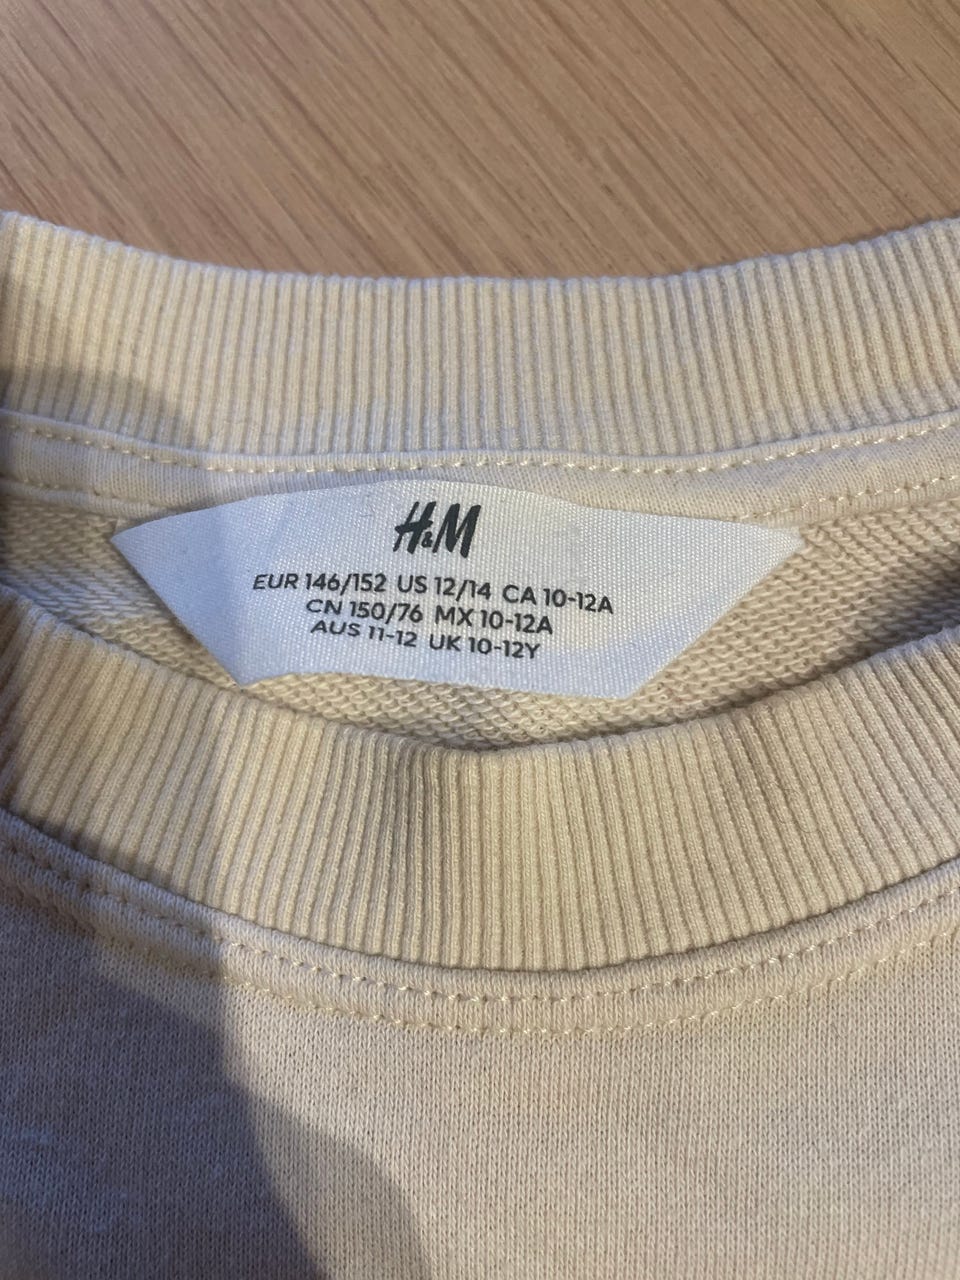 H&M
EUR 146/152 US 12/14 CA 10-12A
CN 150/76 MX 10-12A
AUS 11-12 UK 10-12Y